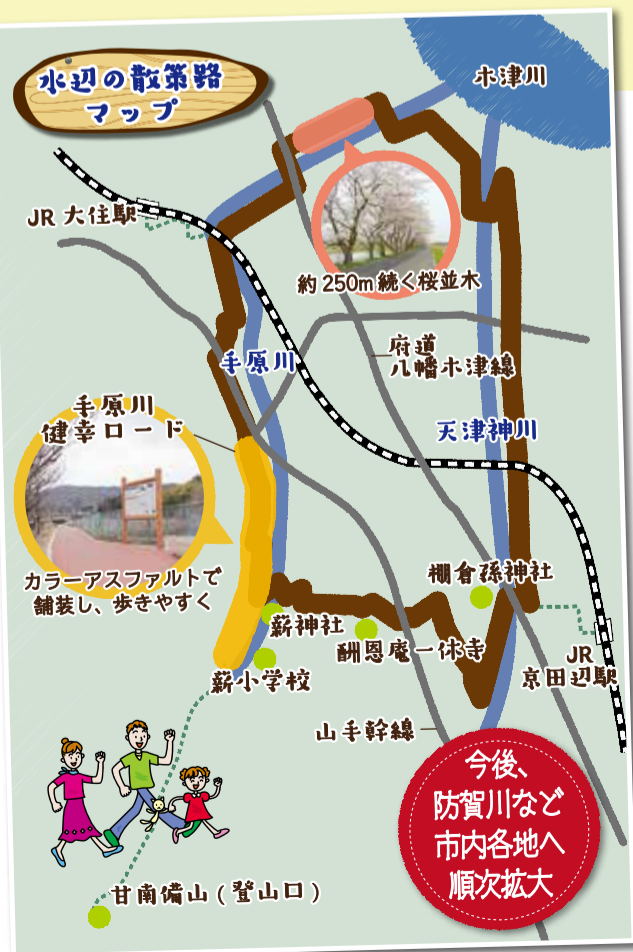 水辺の散策路
マップ
木津川
JR 大住駅
約250m続く桜並木
手原川
府道
八幡木津線
手原川
健幸ロード
天津神川
カラーアスファルトで
舗装し、歩きやすく
棚倉孫神社
薪神社
酬恩庵一休寺
薪小学校
JR
京田辺駅
山手幹線
今後、
防賀川など
市内各地へ
順次拡大
甘南備山(登山口)